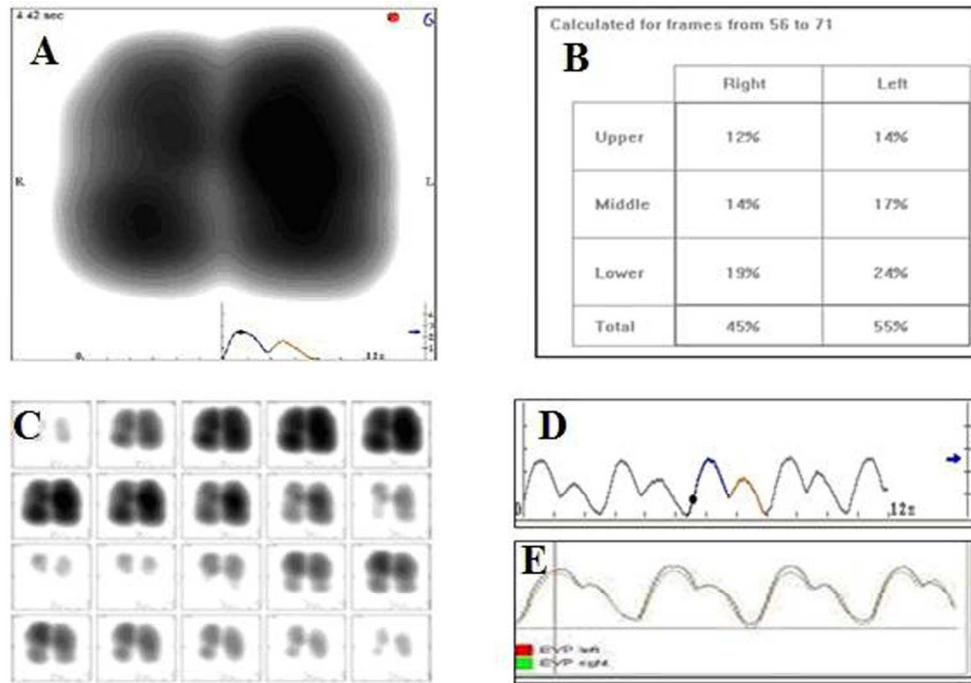 4.42 sec
6
A
R
L
0.
12s
Calculated for frames from 56 to 71
B
Right Left
Upper 12% 14%
Middle 14% 17%
Lower 19% 24%
Total 45% 55%
C
D
0
12s
E
EVP left
EVP right